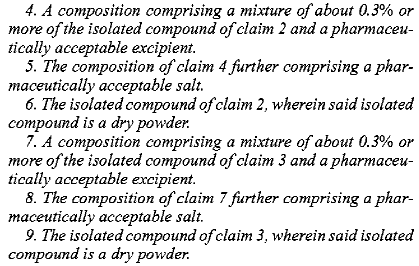 4. A composition comprising a mixture of about 0.3% or
more of the isolated compound of claim 2 and a pharmaceu-
tically acceptable excipient.
5. The composition of claim 4 further comprising a phar-
maceutically acceptable salt.
6. The isolated compound of claim 2, wherein said isolated
compound is a dry powder.
7. A composition comprising a mixture of about 0.3% or
more of the isolated compound of claim 3 and a pharmaceu-
tically acceptable excipient.
8. The composition of claim 7 further comprising a phar-
maceutically acceptable salt.
9. The isolated compound of claim 3, wherein said isolated
compound is a dry powder.